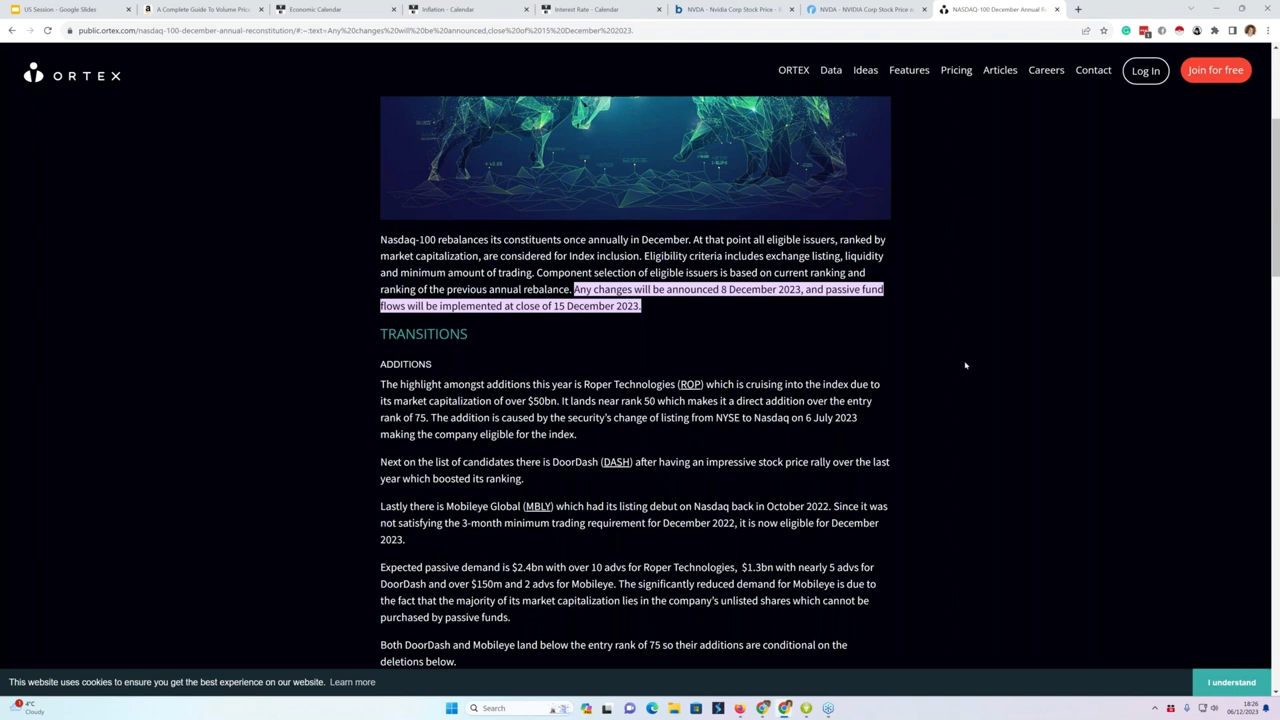 US Session - Google Slides
A Complete Guide To Volume Price
Economic Calendar
Inflation - Calendar
Interest Rate - Calendar
NVDA - Nvidia Corp Stock Price - B
NVDA - NVIDIA Corp Stock Price an
NASDAQ-100 December Annual Re
public.ortex.com/nasdaq-100-december-annual-reconstitution/#:~:text=Any%20changes%20will%20be%20announced,close%20of%2015%20December%202023.
ORTEX
ORTEX
Data
Ideas
Features
Pricing
Articles
Careers
Contact
Log In
Join for free
Nasdaq-100 rebalances its constituents once annually in December. At that point all eligible issuers, ranked by
market capitalization, are considered for Index inclusion. Eligibility criteria includes exchange listing, liquidity
and minimum amount of trading. Component selection of eligible issuers is based on current ranking and
ranking of the previous annual rebalance. Any changes will be announced 8 December 2023, and passive fund
flows will be implemented at close of 15 December 2023.
TRANSITIONS
ADDITIONS
The highlight amongst additions this year is Roper Technologies (ROP) which is cruising into the index due to
its market capitalization of over $50bn. It lands near rank 50 which makes it a direct addition over the entry
rank of 75. The addition is caused by the security's change of listing from NYSE to Nasdaq on 6 July 2023
making the company eligible for the index.
Next on the list of candidates there is DoorDash (DASH) after having an impressive stock price rally over the last
year which boosted its ranking.
Lastly there is Mobileye Global (MBLY) which had its listing debut on Nasdaq back in October 2022. Since it was
not satisfying the 3-month minimum trading requirement for December 2022, it is now eligible for December
2023.
Expected passive demand is $2.4bn with over 10 advs for Roper Technologies, $1.3bn with nearly 5 advs for
DoorDash and over $150m and 2 advs for Mobileye. The significantly reduced demand for Mobileye is due to
the fact that the majority of its market capitalization lies in the company's unlisted shares which cannot be
purchased by passive funds.
Both DoorDash and Mobileye land below the entry rank of 75 so their additions are conditional on the
deletions below.
This website uses cookies to ensure you get the best experience on our website. Learn more
I understand
4°C
Cloudy
Search
18:26
06/12/2023